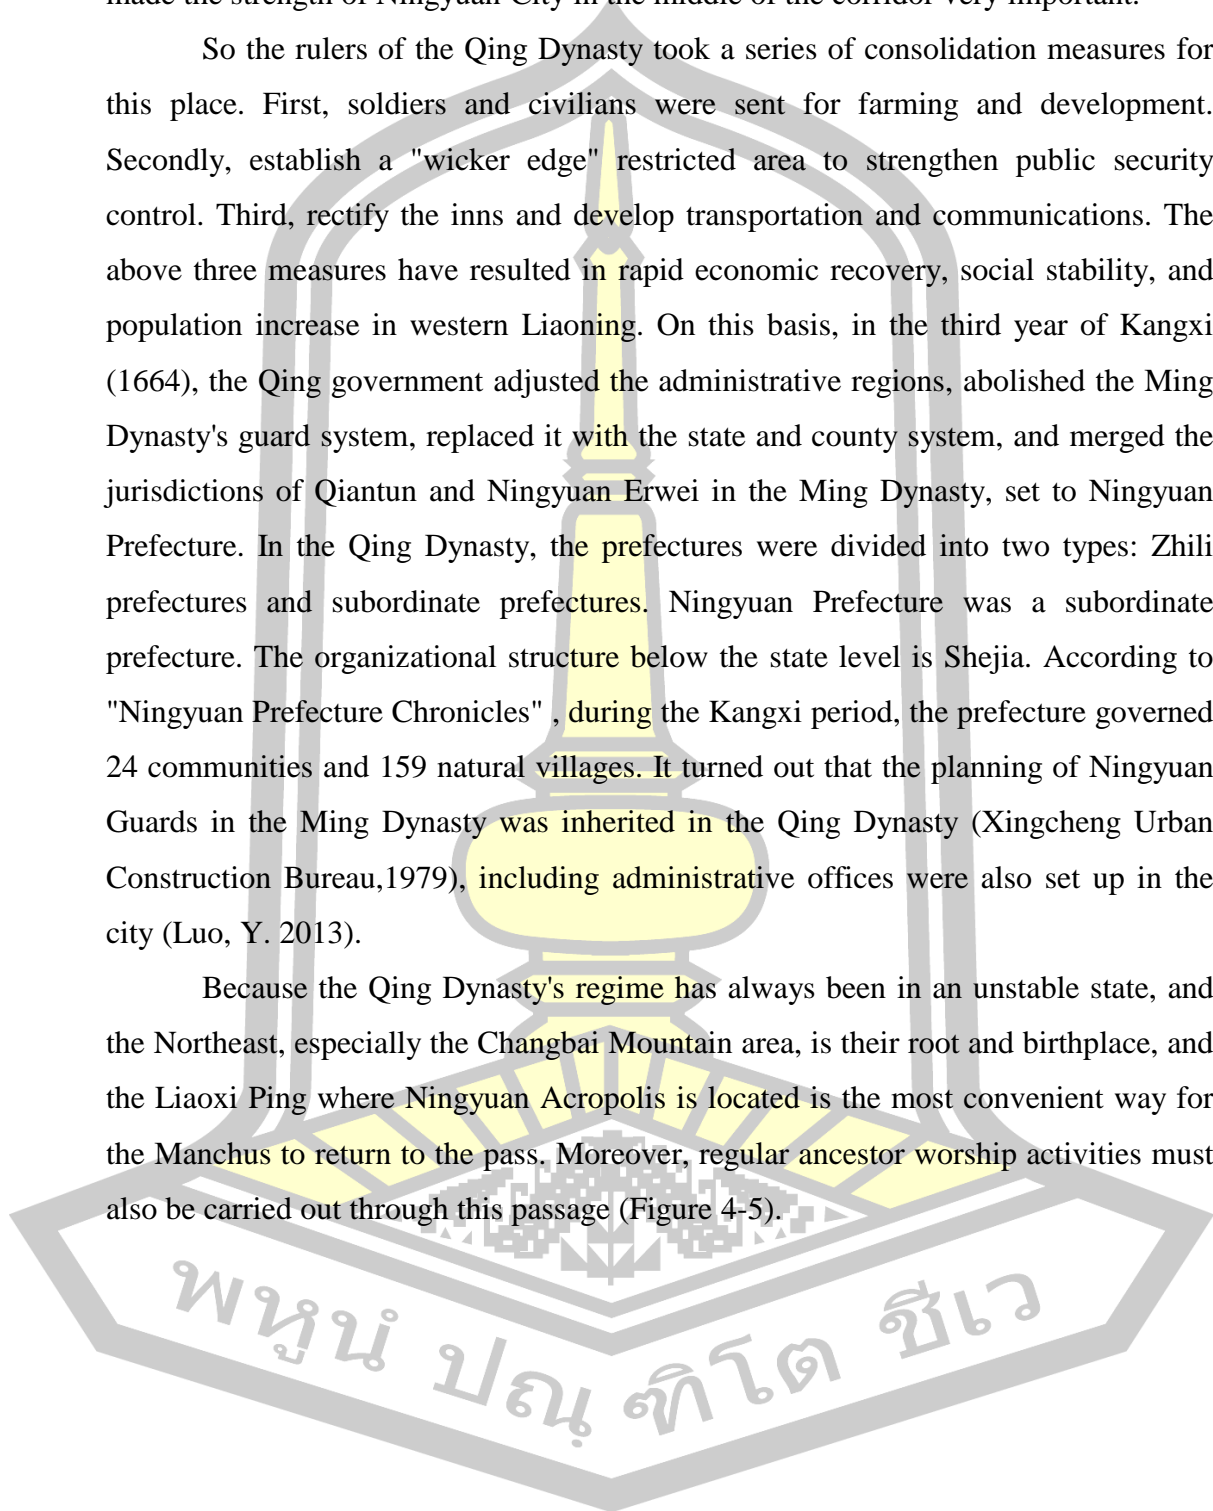 made the strength of Ningyuan City in the middle of the corridor very important.
So the rulers of the Qing Dynasty took a series of consolidation measures for
this place. First, soldiers and civilians were sent for farming and development.
Secondly, establish a "wicker edge" restricted area to strengthen public security
control. Third, rectify the inns and develop transportation and communications. The
above three measures have resulted in rapid economic recovery, social stability, and
population increase in western Liaoning. On this basis, in the third year of Kangxi
(1664), the Qing government adjusted the administrative regions, abolished the Ming
Dynasty's guard system, replaced it with the state and county system, and merged the
jurisdictions of Qiantun and Ningyuan Erwei in the Ming Dynasty, set to Ningyuan
Prefecture. In the Qing Dynasty, the prefectures were divided into two types: Zhili
prefectures and subordinate prefectures. Ningyuan Prefecture was a subordinate
prefecture. The organizational structure below the state level is Shejia. According to
"Ningyuan Prefecture Chronicles" , during the Kangxi period, the prefecture governed
24 communities and 159 natural villages. It turned out that the planning of Ningyuan
Guards in the Ming Dynasty was inherited in the Qing Dynasty (Xingcheng Urban
Construction Bureau,1979), including administrative offices were also set up in the
city (Luo, Y. 2013).
Because the Qing Dynasty's regime has always been in an unstable state, and
the Northeast, especially the Changbai Mountain area, is their root and birthplace, and
the Liaoxi Ping where Ningyuan Acropolis is located is the most convenient way for
the Manchus to return to the pass. Moreover, regular ancestor worship activities must
also be carried out through this passage (Figure 4-5).
พหูนํ ปณฺฑิโต ชีเว